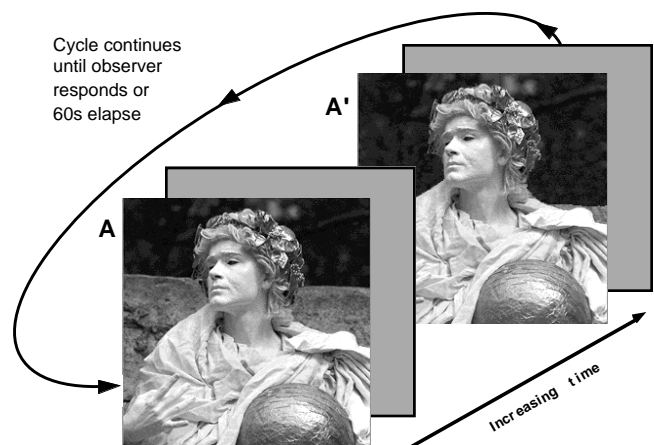 Cycle continues
until observer
responds or
60s elapse
A'
A
Increasing time